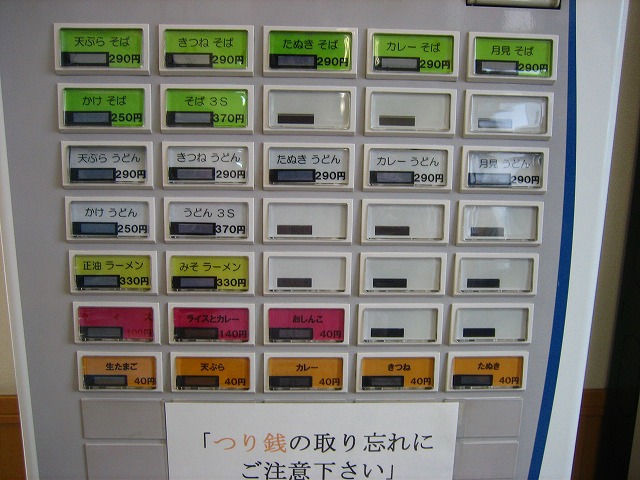 天ぷら そば 290円
きつね そば 290円
たぬき そば 290円
カレー そば 290円
月見 そば 290円
かけ そば 250円
そば 3S 370円
天ぷら うどん 290円
きつね うどん 290円
たぬき うどん 290円
カレー うどん 290円
月見 うどん 290円
かけ うどん 250円
うどん 3S 370円
正油 ラーメン 330円
みそ ラーメン 330円
100円
ライスとカレー 140円
おしんこ 40円
生たまご 40円
天ぷら 40円
カレー 40円
きつね 40円
たぬき 40円
「つり銭の取り忘れに
ご注意下さい」